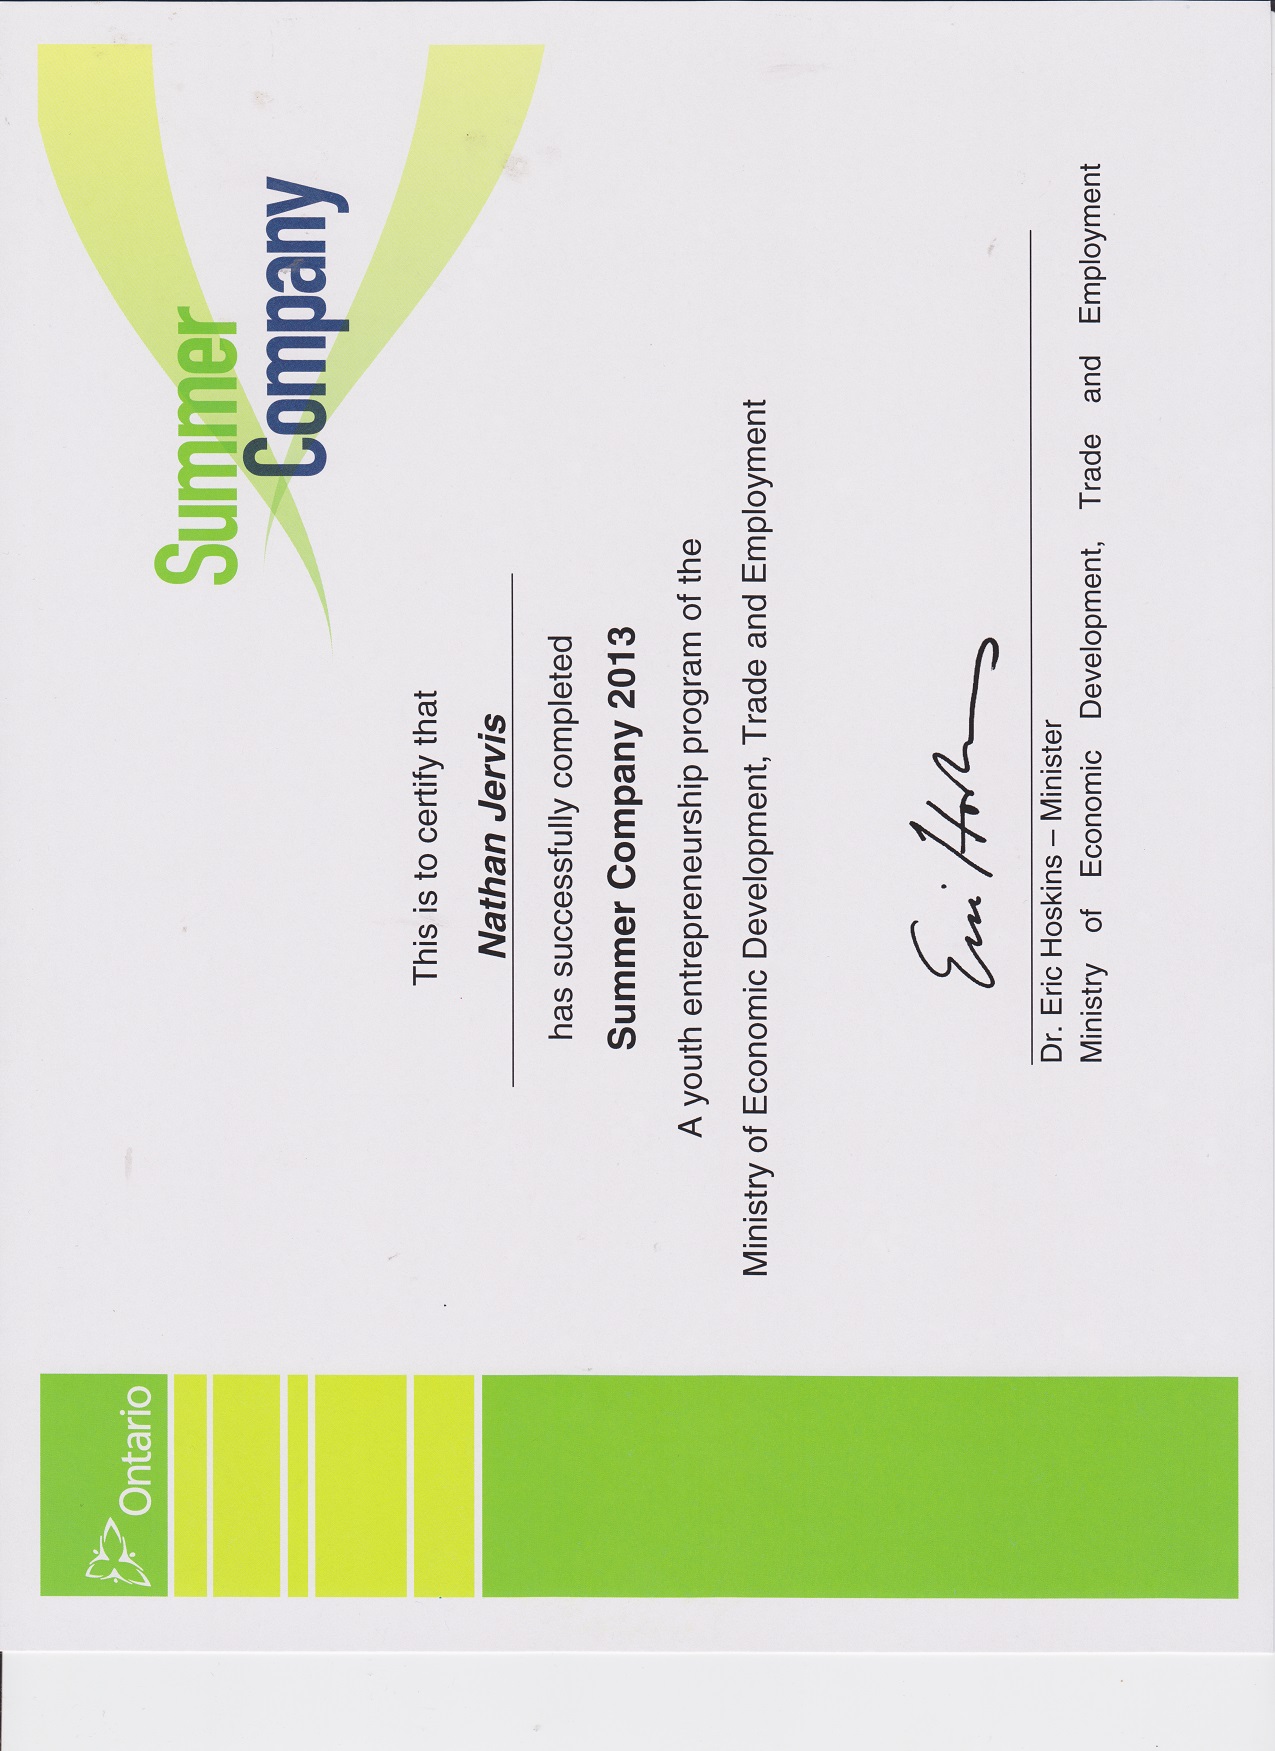 Ontario
Summer
Company
This is to certify that
Nathan Jervis
has successfully completed
Summer Company 2013
A youth entrepreneurship program of the
Ministry of Economic Development, Trade and Employment
Eric Hoskins
Dr. Eric Hoskins – Minister
Ministry of Economic Development, Trade and Employment